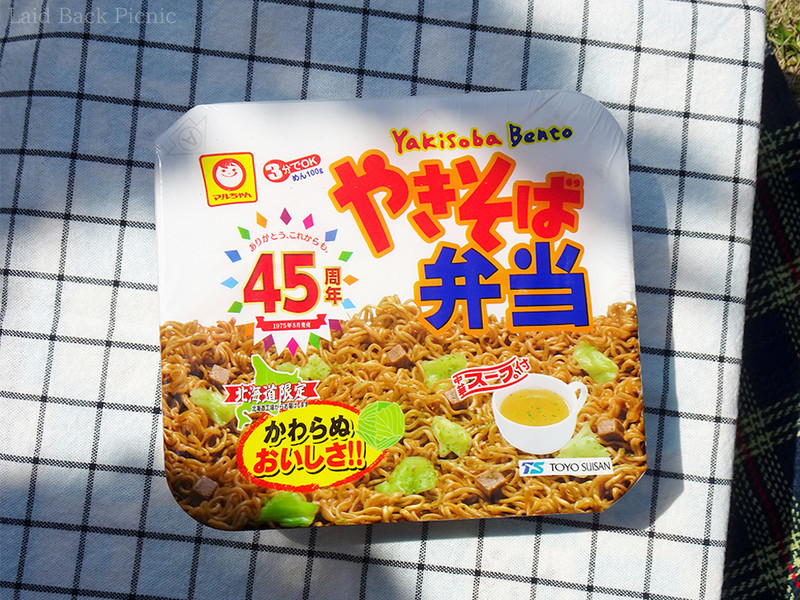 Laid Back Picnic
Yakisoba Bento
マルちゃん
3分でOK
めん100g
やきそば
弁当
ありがとう、これからも。
45周年
1975年8月発売
北海道限定
かわらぬ
おいしさ!!
中華スープ付
TS TOYO SUISAN